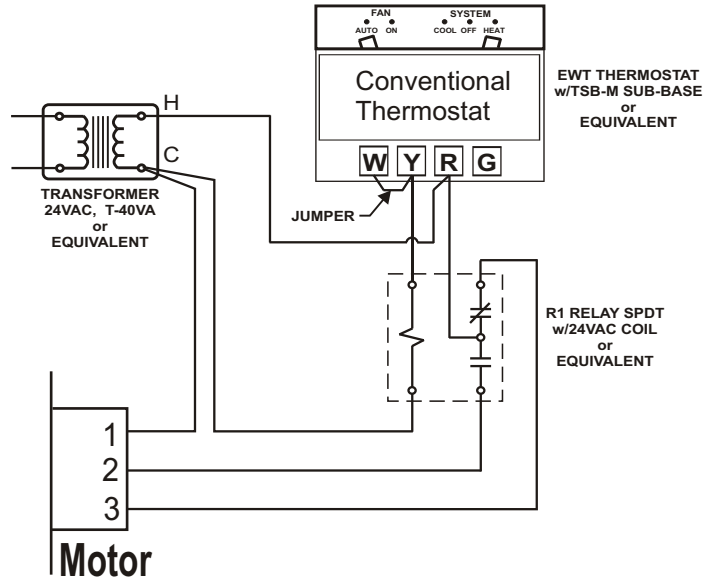 FAN
SYSTEM
AUTO ON
COOL OFF HEAT
Conventional
Thermostat
W Y R G
EWT THERMOSTAT
w/TSB-M SUB-BASE
or
EQUIVALENT
H
C
TRANSFORMER
24VAC, T-40VA
or
EQUIVALENT
JUMPER
R1 RELAY SPDT
w/24VAC COIL
or
EQUIVALENT
1
2
3
Motor